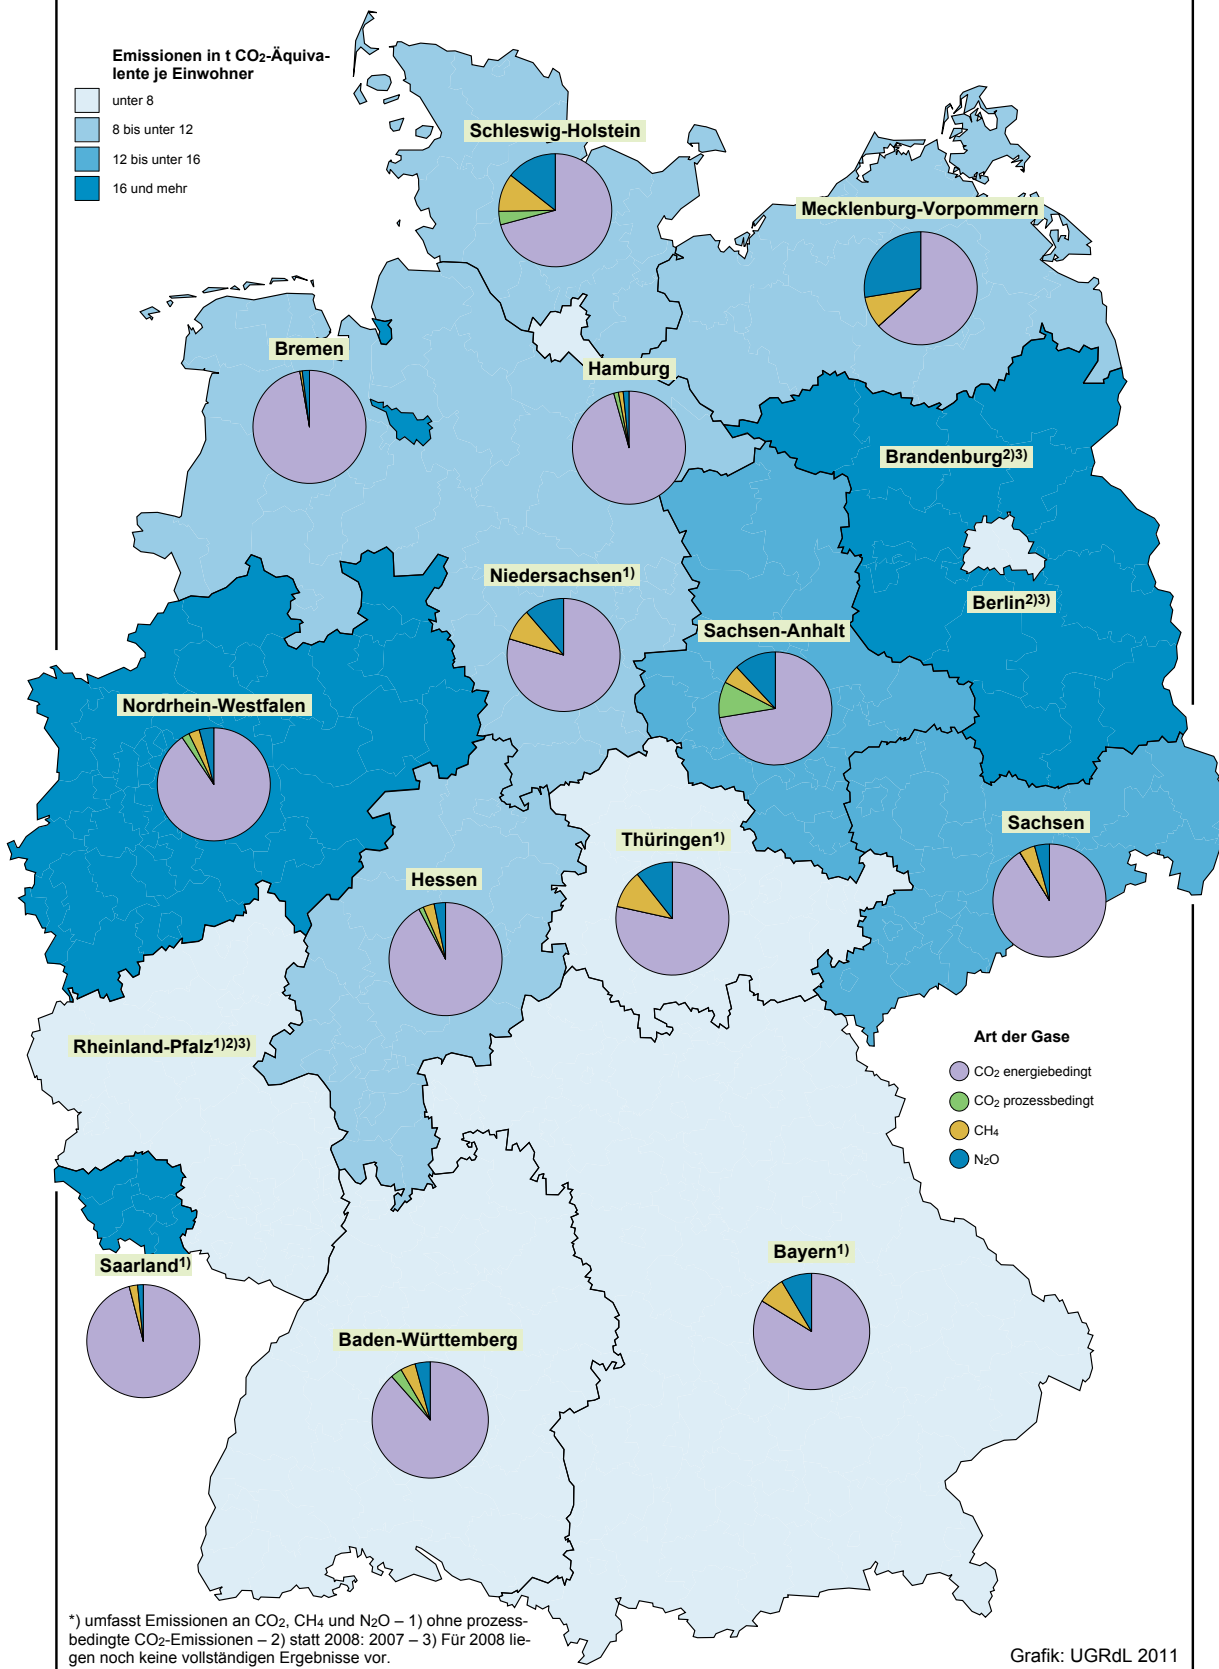 Emissionen in t CO₂-Äquiva-
lente je Einwohner
unter 8
8 bis unter 12
12 bis unter 16
16 und mehr
Schleswig-Holstein
Mecklenburg-Vorpommern
Bremen
Hamburg
Brandenburg²⁾³⁾
Niedersachsen¹⁾
Berlin²⁾³⁾
Sachsen-Anhalt
Nordrhein-Westfalen
Sachsen
Thüringen¹⁾
Hessen
Rheinland-Pfalz¹⁾²⁾³⁾
Art der Gase
CO₂ energiebedingt
CO₂ prozessbedingt
CH₄
N₂O
Saarland¹⁾
Bayern¹⁾
Baden-Württemberg
*) umfasst Emissionen an CO₂, CH₄ und N₂O – 1) ohne prozess-
bedingte CO₂-Emissionen – 2) statt 2008: 2007 – 3) Für 2008 lie-
gen noch keine vollständigen Ergebnisse vor.
Grafik: UGRdL 2011